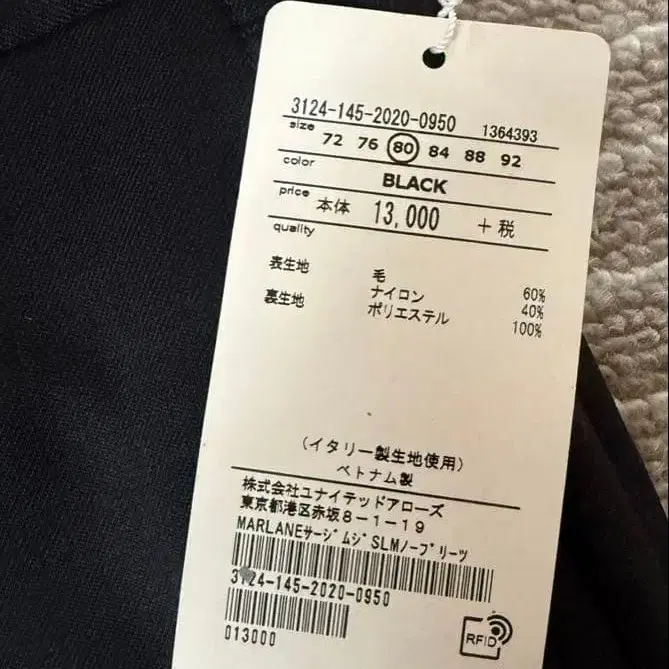 3124-145-2020-0950 1364393
size 72 76 80 84 88 92
color BLACK
price 本体 13,000 +税
quality
表生地 毛 60%
ナイロン 40%
裏生地 ポリエステル 100%
(イタリー製生地使用)
ベトナム製
株式会社ユナイテッドアローズ
東京都港区赤坂8-1-19
MARLANEサージムジSLMノープリーツ
3124-145-2020-0950
013000
RFID